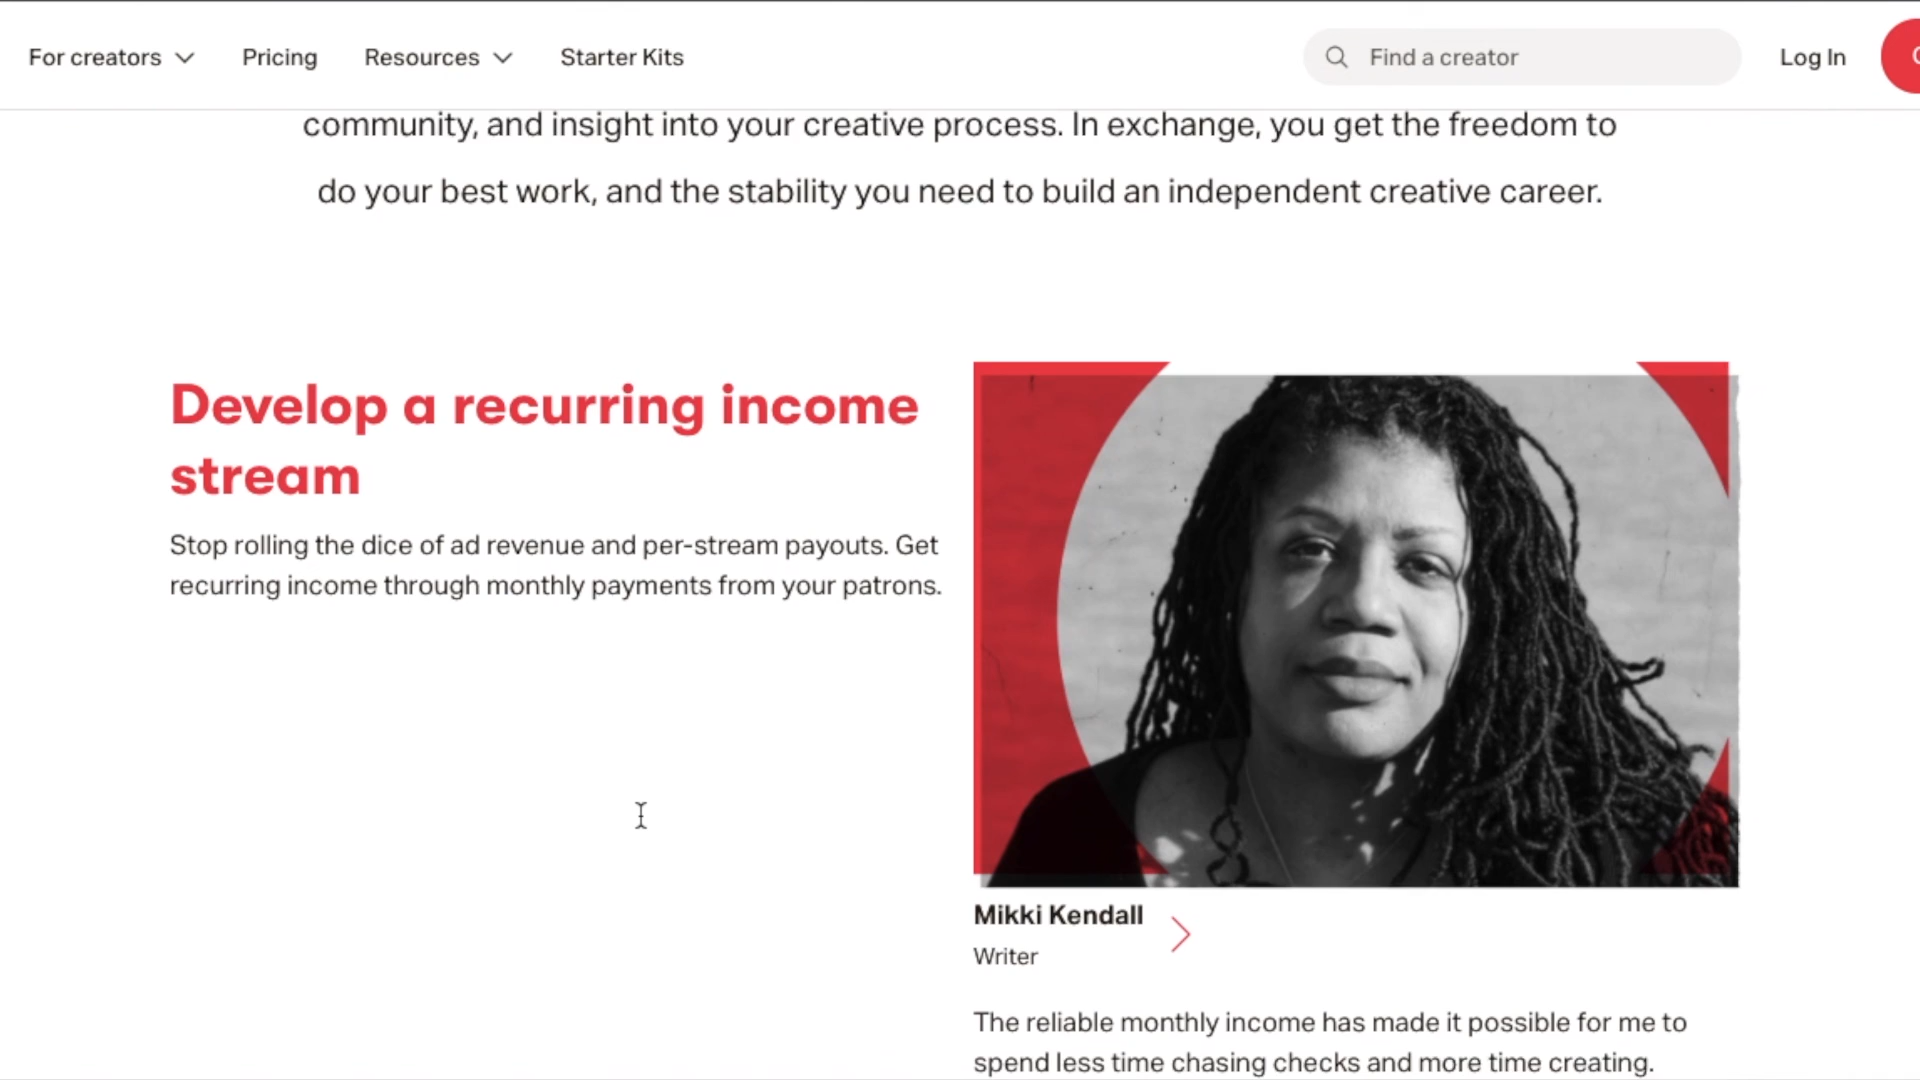 For creators
Pricing
Resources
Starter Kits
Find a creator
Log In
community, and insight into your creative process. In exchange, you get the freedom to
do your best work, and the stability you need to build an independent creative career.
Develop a recurring income
stream
Stop rolling the dice of ad revenue and per-stream payouts. Get
recurring income through monthly payments from your patrons.
Mikki Kendall
Writer
The reliable monthly income has made it possible for me to
spend less time chasing checks and more time creating.